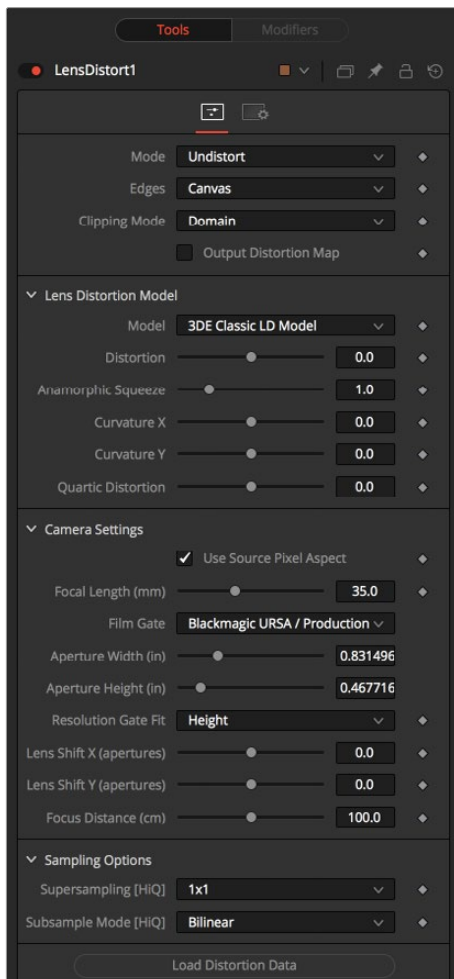 Tools Modifiers
LensDistort1
Mode Undistort
Edges Canvas
Clipping Mode Domain
Output Distortion Map
Lens Distortion Model
Model 3DE Classic LD Model
Distortion 0.0
Anamorphic Squeeze 1.0
Curvature X 0.0
Curvature Y 0.0
Quartic Distortion 0.0
Camera Settings
Use Source Pixel Aspect
Focal Length (mm) 35.0
Film Gate Blackmagic URSA / Production
Aperture Width (in) 0.831496
Aperture Height (in) 0.467716
Resolution Gate Fit Height
Lens Shift X (apertures) 0.0
Lens Shift Y (apertures) 0.0
Focus Distance (cm) 100.0
Sampling Options
Supersampling [HiQ] 1x1
Subsample Mode [HiQ] Bilinear
Load Distortion Data